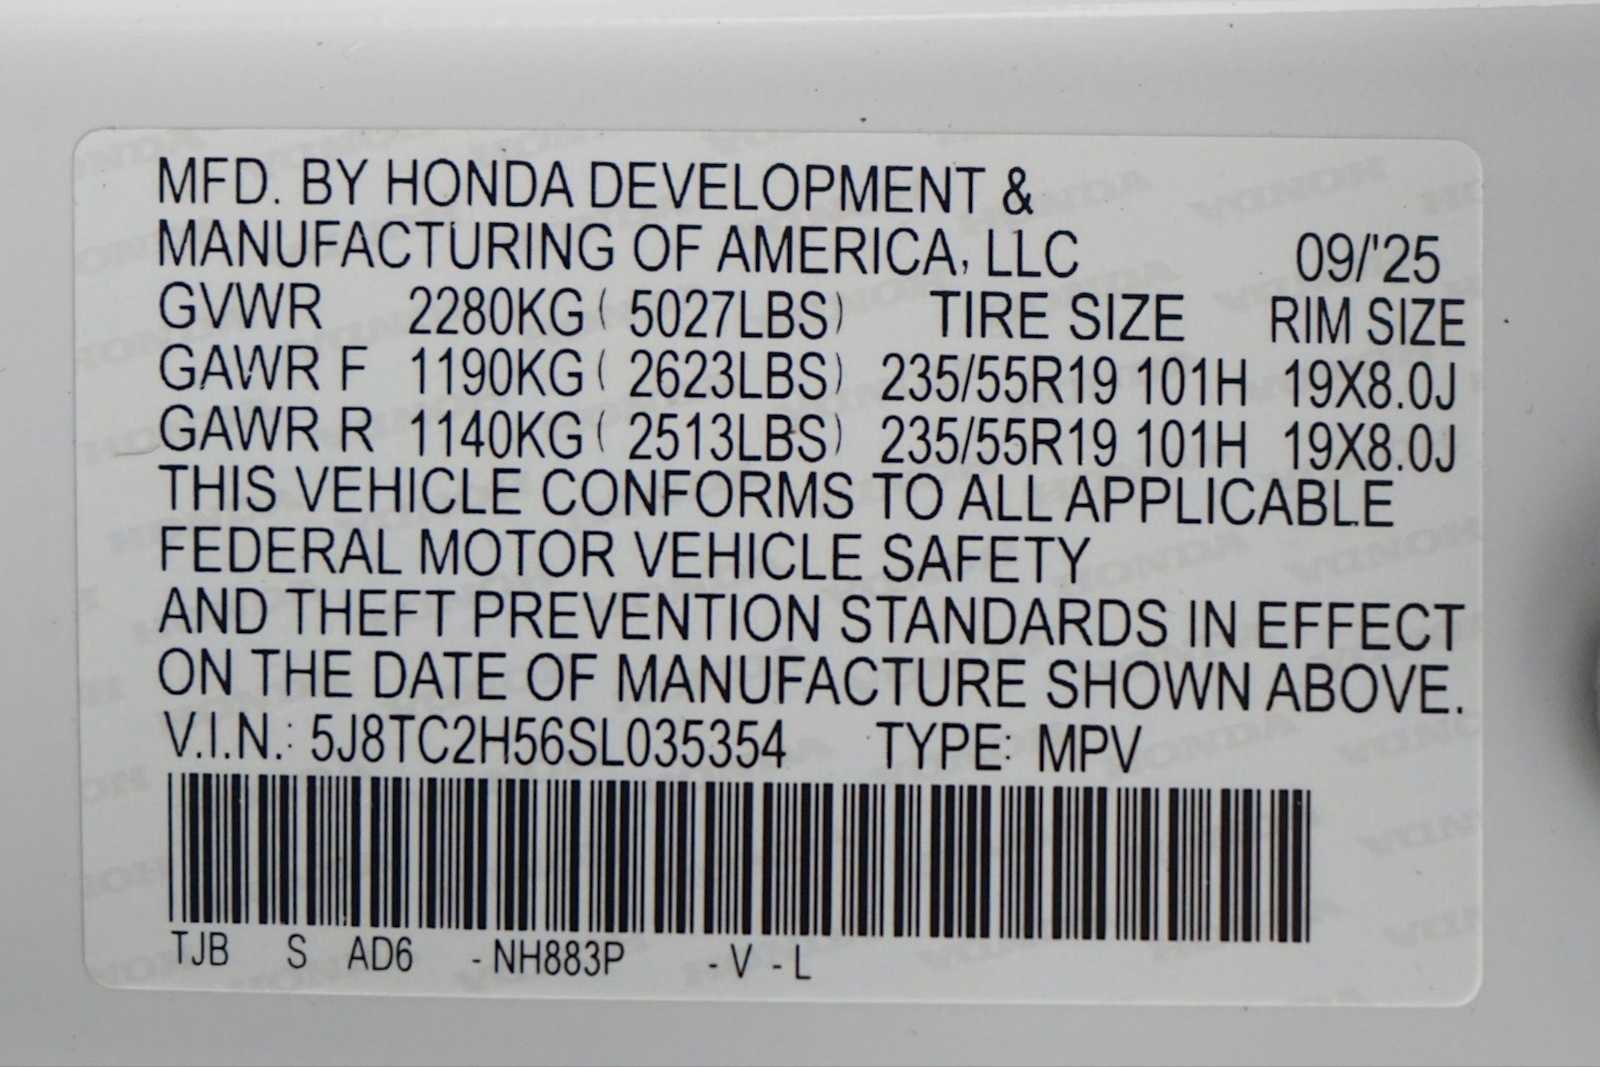 MFD. BY HONDA DEVELOPMENT &
MANUFACTURING OF AMERICA, LLC 09/'25
GVWR 2280KG ( 5027LBS) TIRE SIZE RIM SIZE
GAWR F 1190KG ( 2623LBS) 235/55R19 101H 19X8.0J
GAWR R 1140KG ( 2513LBS) 235/55R19 101H 19X8.0J
THIS VEHICLE CONFORMS TO ALL APPLICABLE
FEDERAL MOTOR VEHICLE SAFETY
AND THEFT PREVENTION STANDARDS IN EFFECT
ON THE DATE OF MANUFACTURE SHOWN ABOVE.
V.I.N.: 5J8TC2H56SL035354 TYPE: MPV
TJB S AD6 -NH883P -V -L